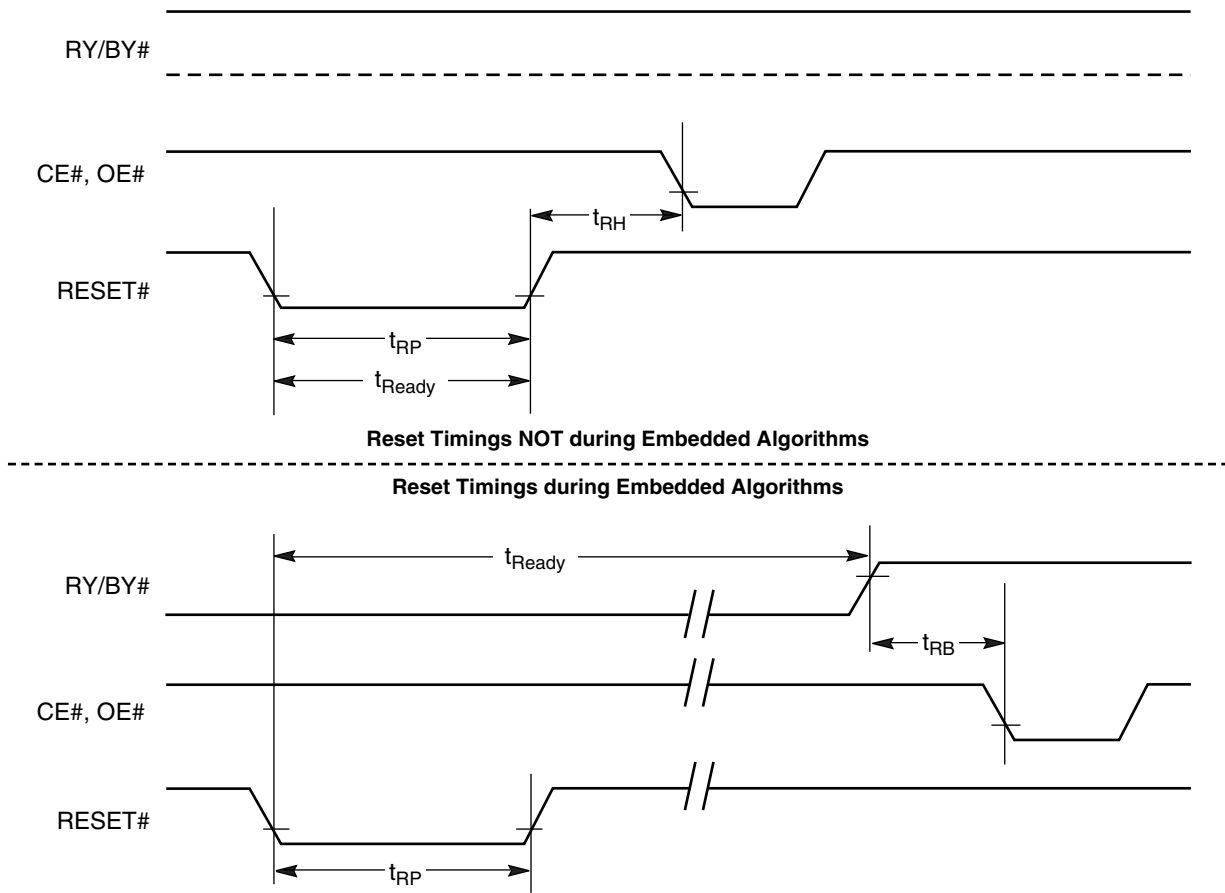 RY/BY#
CE#, OE#
tRH
RESET#
tRP
tReady
Reset Timings NOT during Embedded Algorithms
Reset Timings during Embedded Algorithms
tReady
RY/BY#
tRB
CE#, OE#
RESET#
tRP